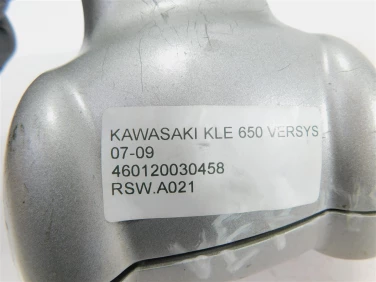 KAWASAKI KLE 650 VERSYS
07-09
460120030458
RSW.A021